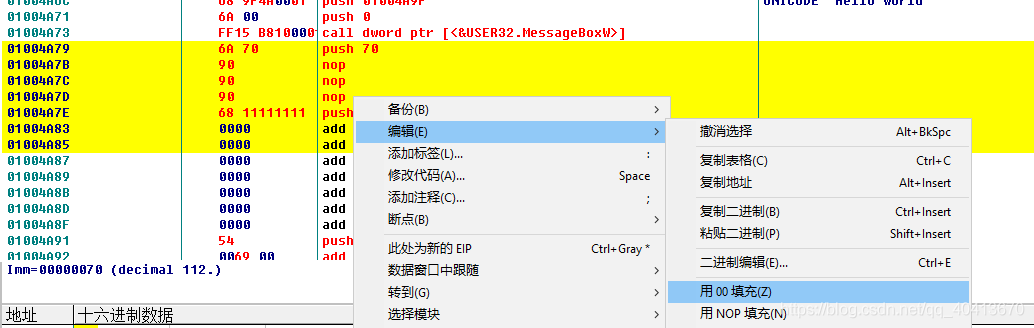 01004A6C 68 9F4A0001 push 01004A9F UNICODE "Hello world"
01004A71 6A 00 push 0
01004A73 FF15 B8100001 call dword ptr [<&USER32.MessageBoxW>]
01004A79 6A 70 push 70
01004A7B 90 nop
01004A7C 90 nop
01004A7D 90 nop
01004A7E 68 11111111 push
01004A83 0000 add
01004A85 0000 add
01004A87 0000 add
01004A89 0000 add
01004A8B 0000 add
01004A8D 0000 add
01004A8F 0000 add
01004A91 54 push
01004A92 0069 00 add
Imm=00000070 (decimal 112.)
地址 十六进制数据
备份(B)
编辑(E)
添加标签(L)... :
修改代码(A)... Space
添加注释(C)... ;
断点(B)
此处为新的 EIP Ctrl+Gray *
数据窗口中跟随
转到(G)
选择模块
撤消选择 Alt+BkSpc
复制表格(C) Ctrl+C
复制地址 Alt+Insert
复制二进制(B) Ctrl+Insert
粘贴二进制(P) Shift+Insert
二进制编辑(E)... Ctrl+E
用 00 填充(Z)
用 NOP 填充(N)
https://blog.csdn.net/qq_40413670